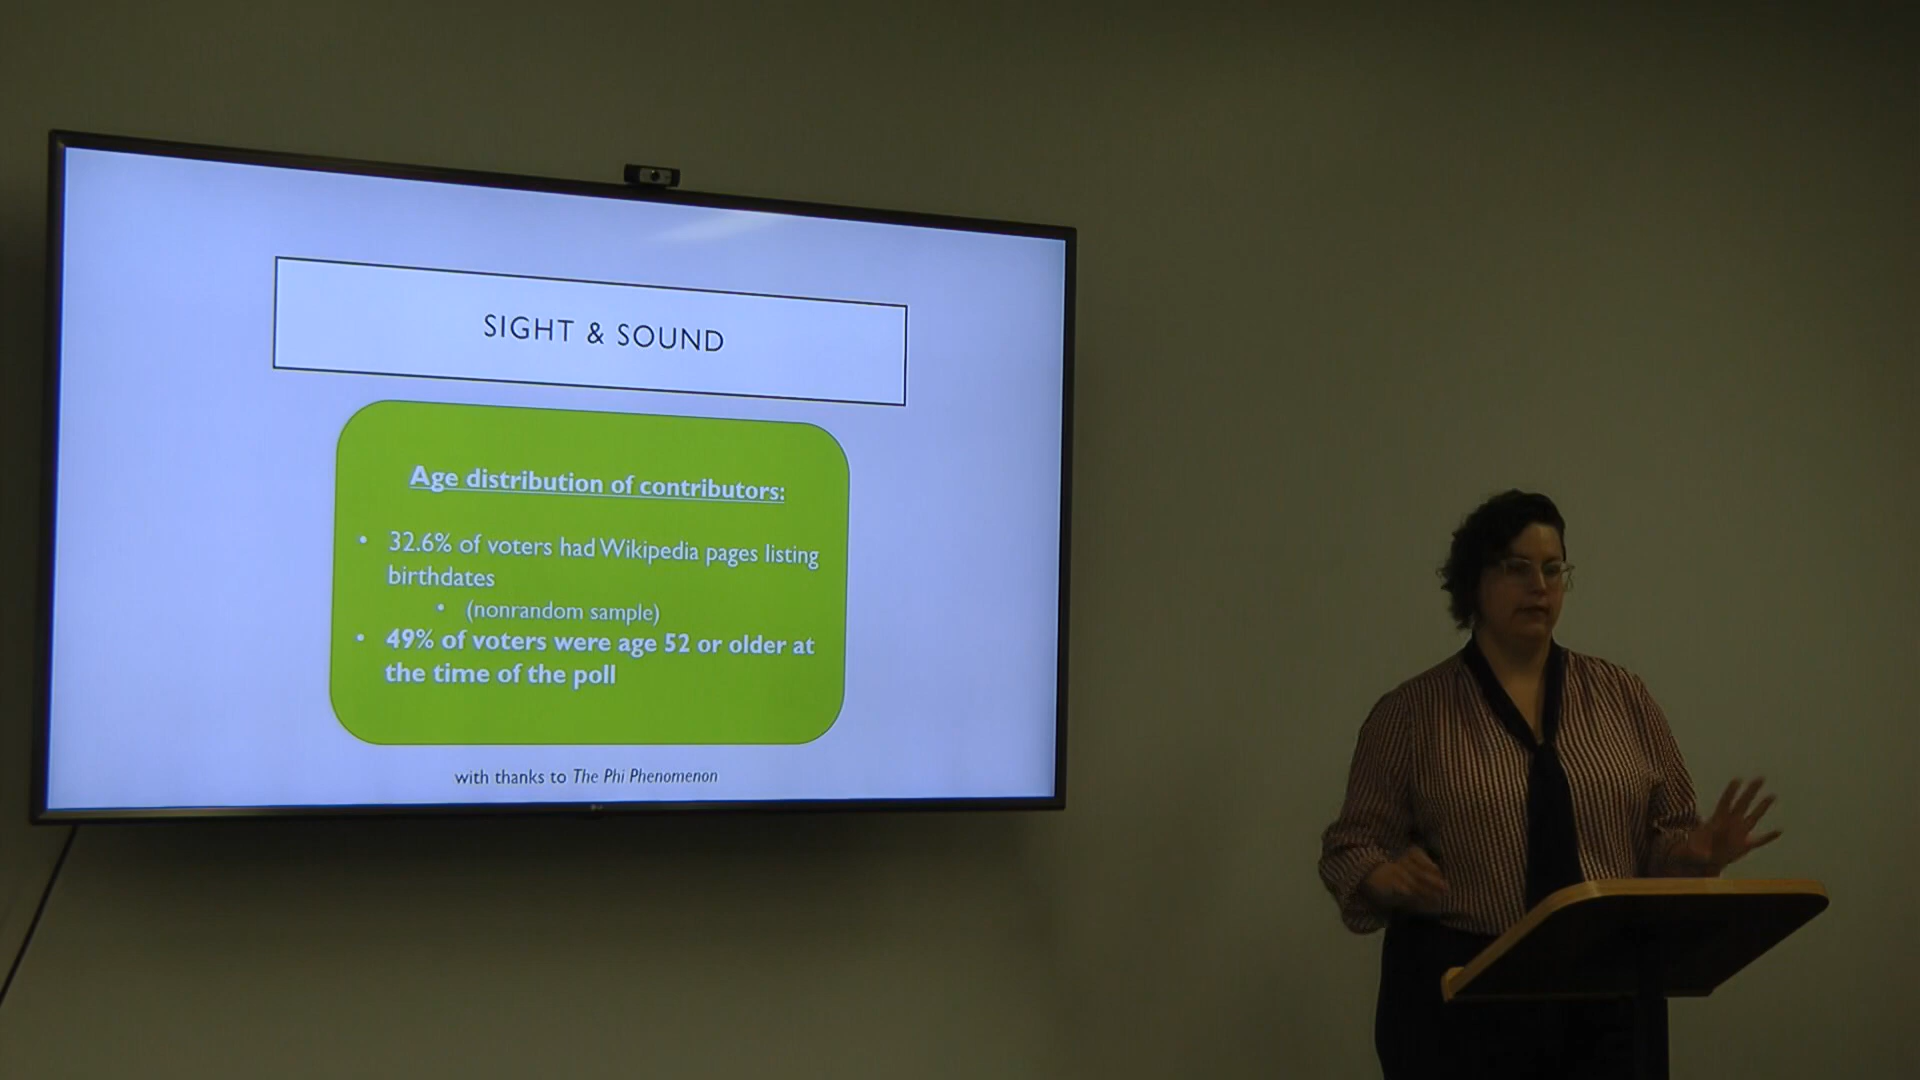 SIGHT & SOUND
Age distribution of contributors:
• 32.6% of voters had Wikipedia pages listing
birthdates
• (nonrandom sample)
• 49% of voters were age 52 or older at
the time of the poll
with thanks to The Phi Phenomenon